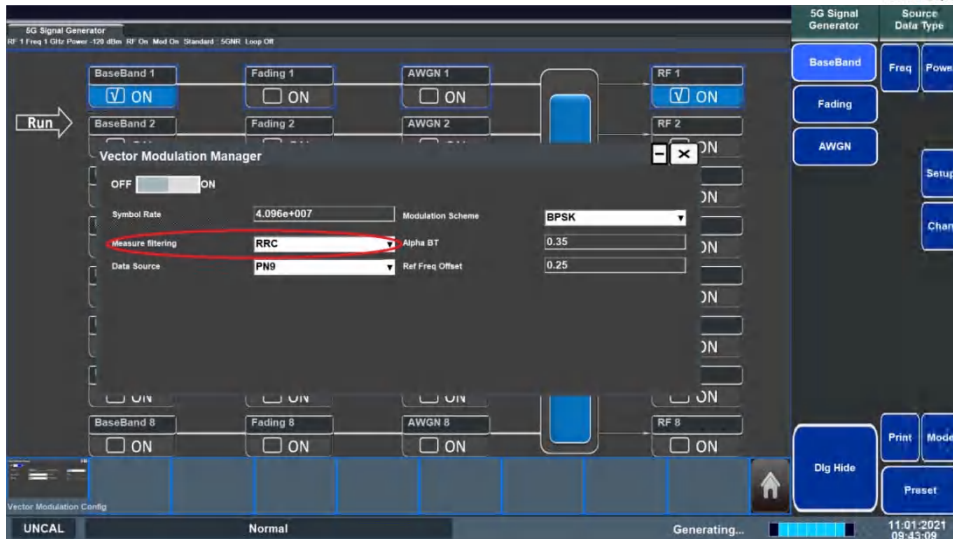 5G Signal Generator
RF 1 Freq 1 GHz Power -120 dBm RF On Mod On Standard : 5GNR Loop Off
BaseBand 1 Fading 1 AWGN 1 RF 1
ON ON ON ON
Run
BaseBand 2 Fading 2 AWGN 2 RF 2
ON
Vector Modulation Manager
OFF ON
Symbol Rate 4.096e+007 Modulation Scheme BPSK
Measure filtering RRC Alpha BT 0.35
Data Source PN9 Ref Freq Offset 0.25
ON
ON
ON
ON
ON
ON ON ON ON
BaseBand 8 Fading 8 AWGN 8 RF 8
ON ON ON ON
Vector Modulation Config
UNCAL Normal Generating...
5G Signal Generator
BaseBand
Fading
AWGN
Dlg Hide
Source Data Type
Freq Powe
Setup
Chan
Print Mode
Preset
11:01:2021
09:43:09